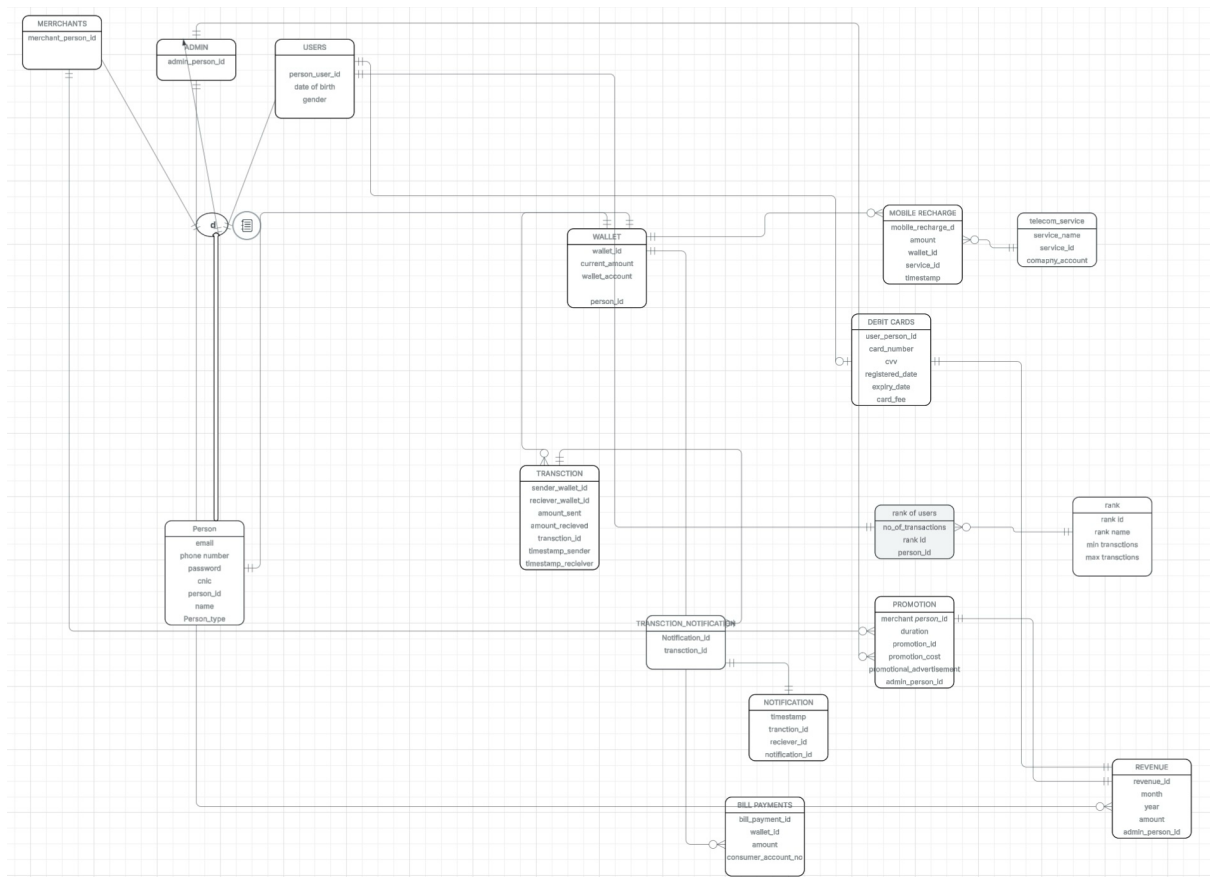 MERRCHANTS
merchant_person_id
ADMIN
admin_person_id
USERS
person_user_id
date of birth
gender
d
WALLET
wallet_id
current_amount
wallet_account
person_id
MOBILE RECHARGE
mobile_recharge_d
amount
wallet_id
service_id
timestamp
telecom_service
service_name
service_id
comapny_account
DERIT CARDS
user_person_id
card_number
cvv
registered_date
expiry_date
card_fee
TRANSCTION
sender_wallet_id
reciever_wallet_id
amount_sent
amount_recieved
transction_id
timestamp_sender
timestamp_recieiver
rank of users
no_of_transactions
rank id
person_id
rank
rank id
rank name
min transctions
max transctions
Person
email
phone number
password
cnic
person_id
name
Person_type
PROMOTION
merchant person_id
duration
promotion_id
promotion_cost
promotional_advertisement
admin_person_id
TRANSCTION_NOTIFICATION
Notification_id
transction_id
NOTIFICATION
timestamp
tranction_id
reciever_id
notification_id
REVENUE
revenue_id
month
year
amount
admin_person_id
BILL PAYMENTS
bill_payment_id
wallet_id
amount
consumer_account_no